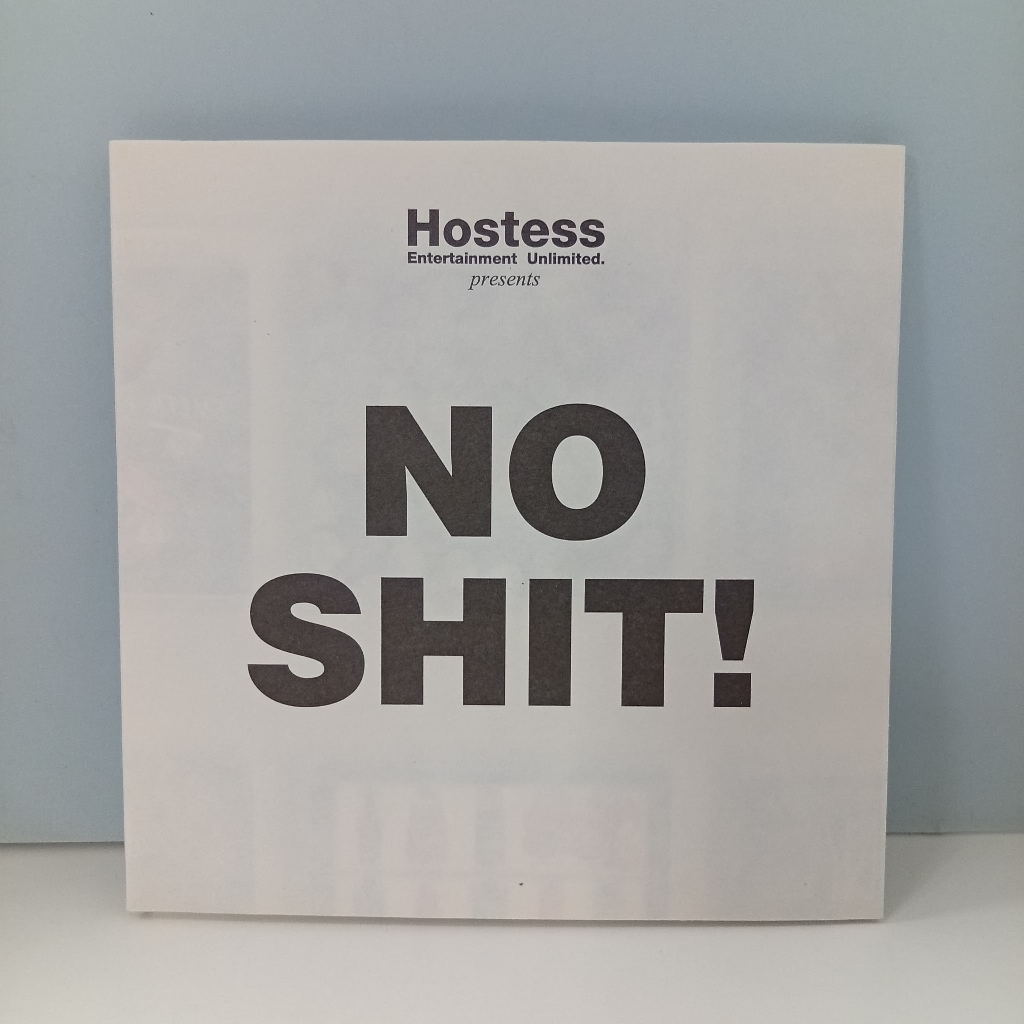 Hostess
Entertainment Unlimited.
presents
NO
SHIT!